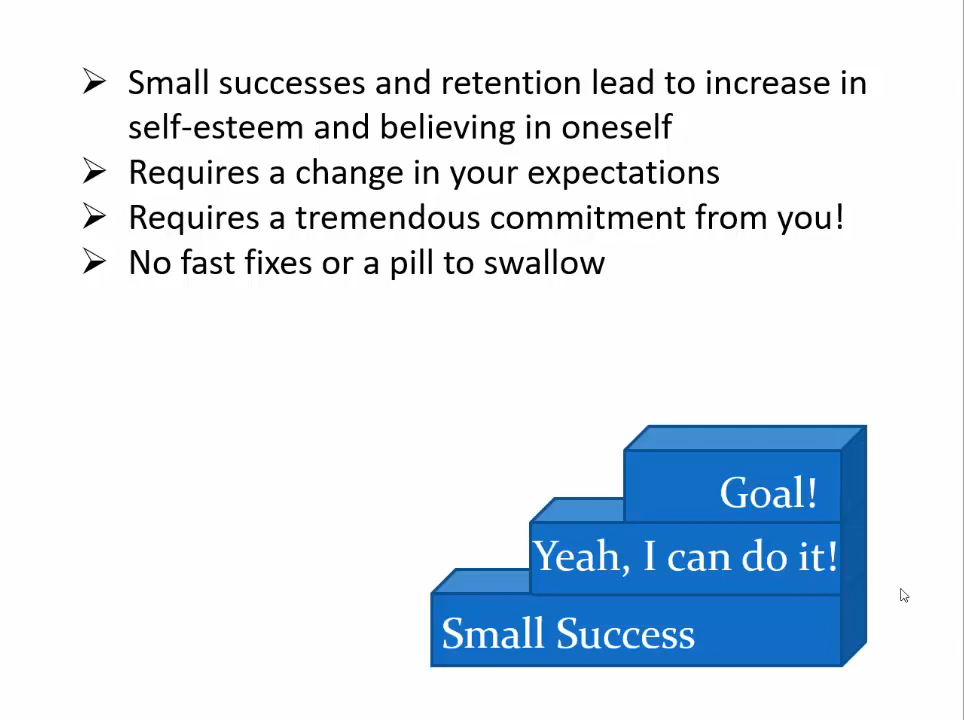 ➢ Small successes and retention lead to increase in
self-esteem and believing in oneself
➢ Requires a change in your expectations
➢ Requires a tremendous commitment from you!
➢ No fast fixes or a pill to swallow
Goal!
Yeah, I can do it!
Small Success